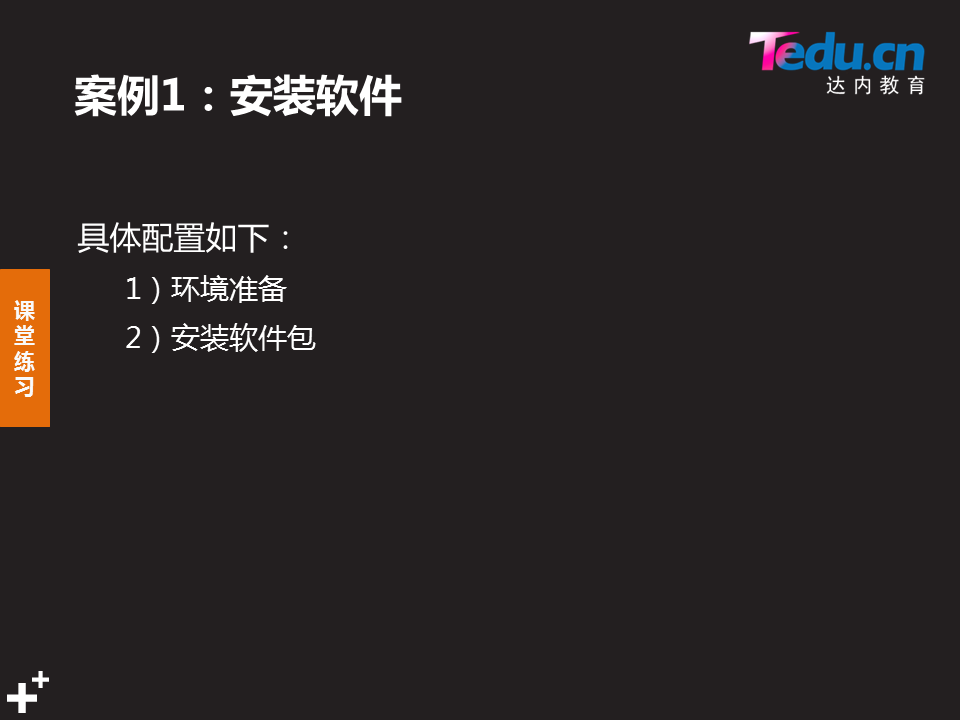 Tedu.cn
达内教育
案例1：安装软件
具体配置如下：
1）环境准备
2）安装软件包
课
堂
练
习